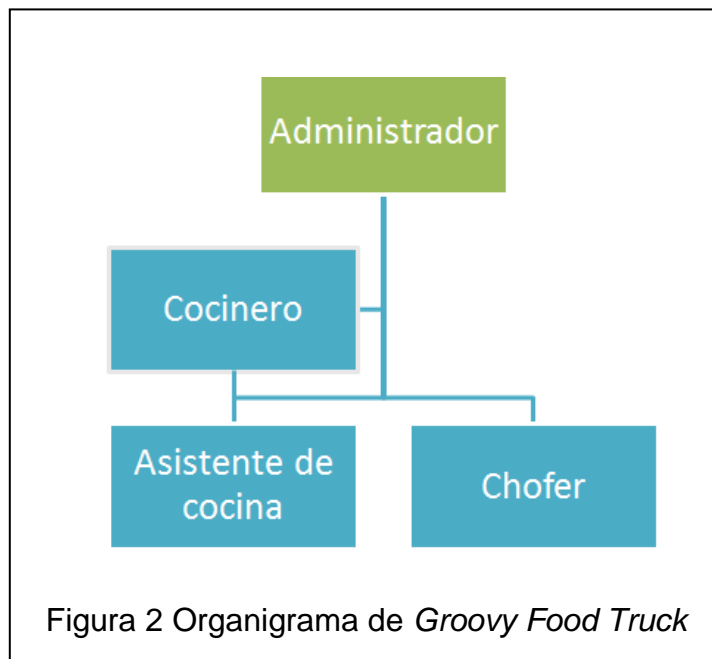 Administrador
Cocinero
Asistente de
cocina
Chofer
Figura 2 Organigrama de Groovy Food Truck